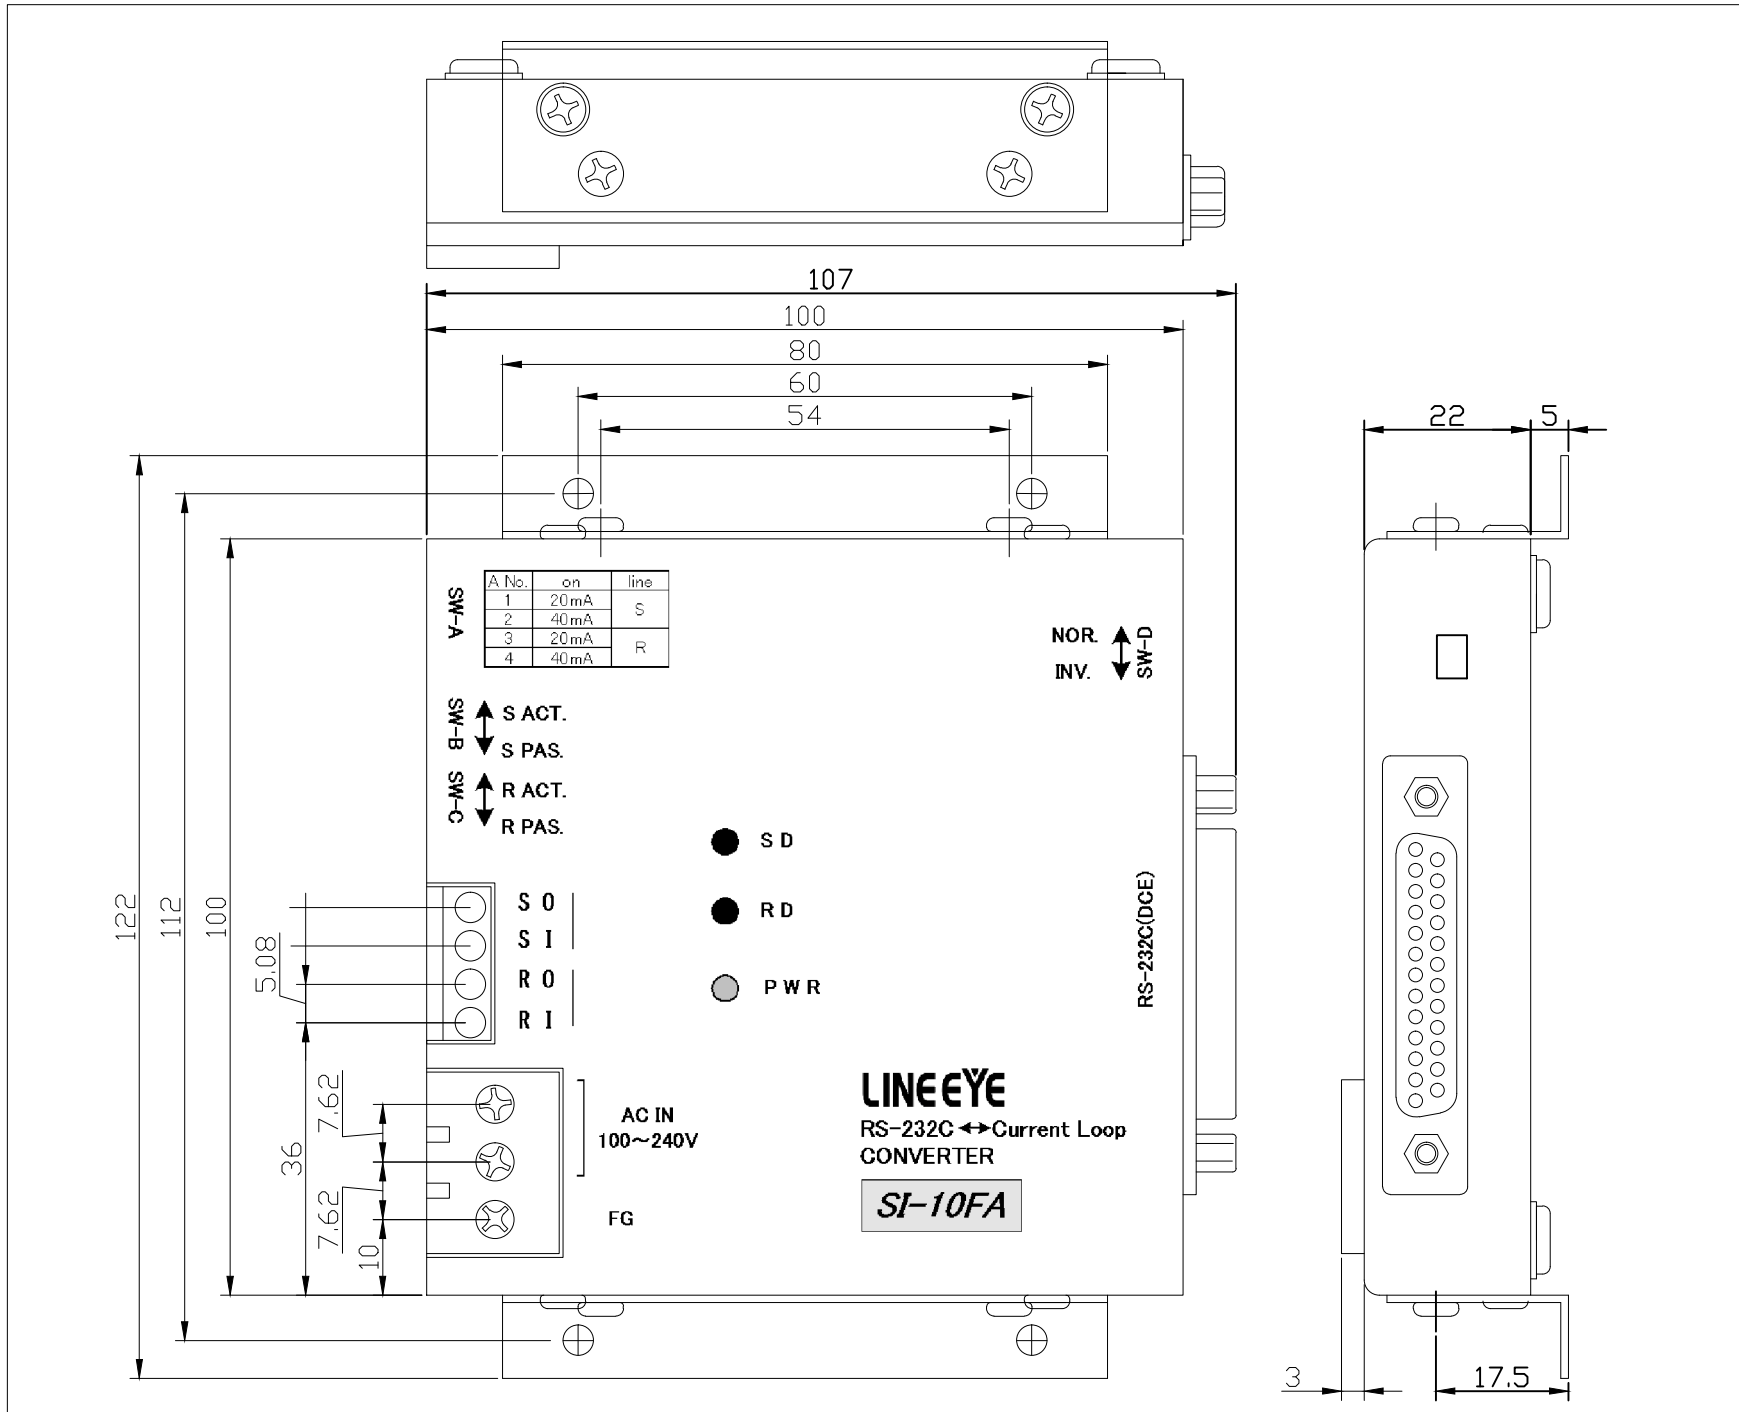 107
100
80
60
54
22 5
122
112
100
5.08
36
7.62
7.62
10
SW-A
A No. on line
1 20mA S
2 40mA
3 20mA R
4 40mA
NOR.
INV.
SW-D
SW-B
S ACT.
S PAS.
SW-C
R ACT.
R PAS.
S D
R D
P W R
S O
S I
R O
R I
RS-232C(DCE)
AC IN
100～240V
FG
LINEEYE
RS-232C↔Current Loop
CONVERTER
SI-10FA
3 17.5